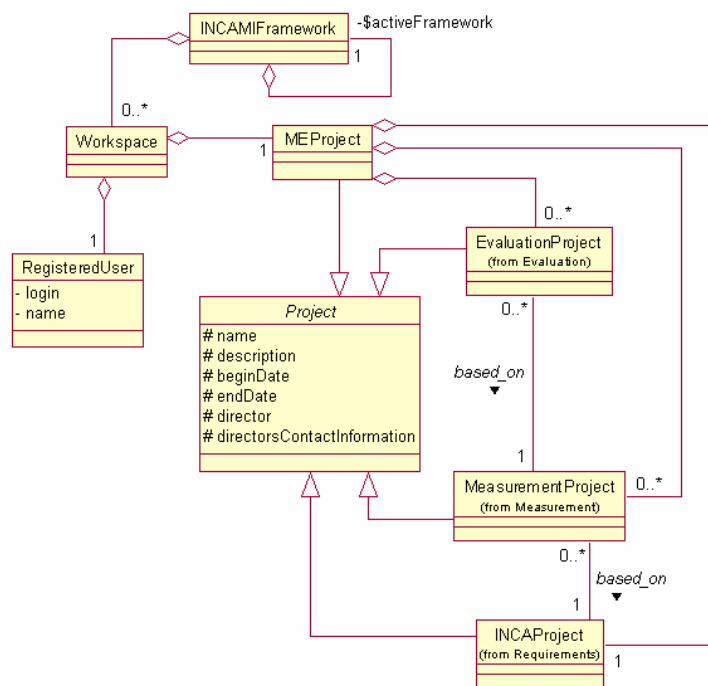 INCAMIFramework
-$activeFramework
1
0..*
Workspace
1
MEProject
1
0..*
RegisteredUser
- login
- name
EvaluationProject
(from Evaluation)
0..*
Project
# name
# description
# beginDate
# endDate
# director
# directorsContactInformation
based_on
1
MeasurementProject
(from Measurement)
0..*
0..*
based_on
1
INCAProject
(from Requirements)
1